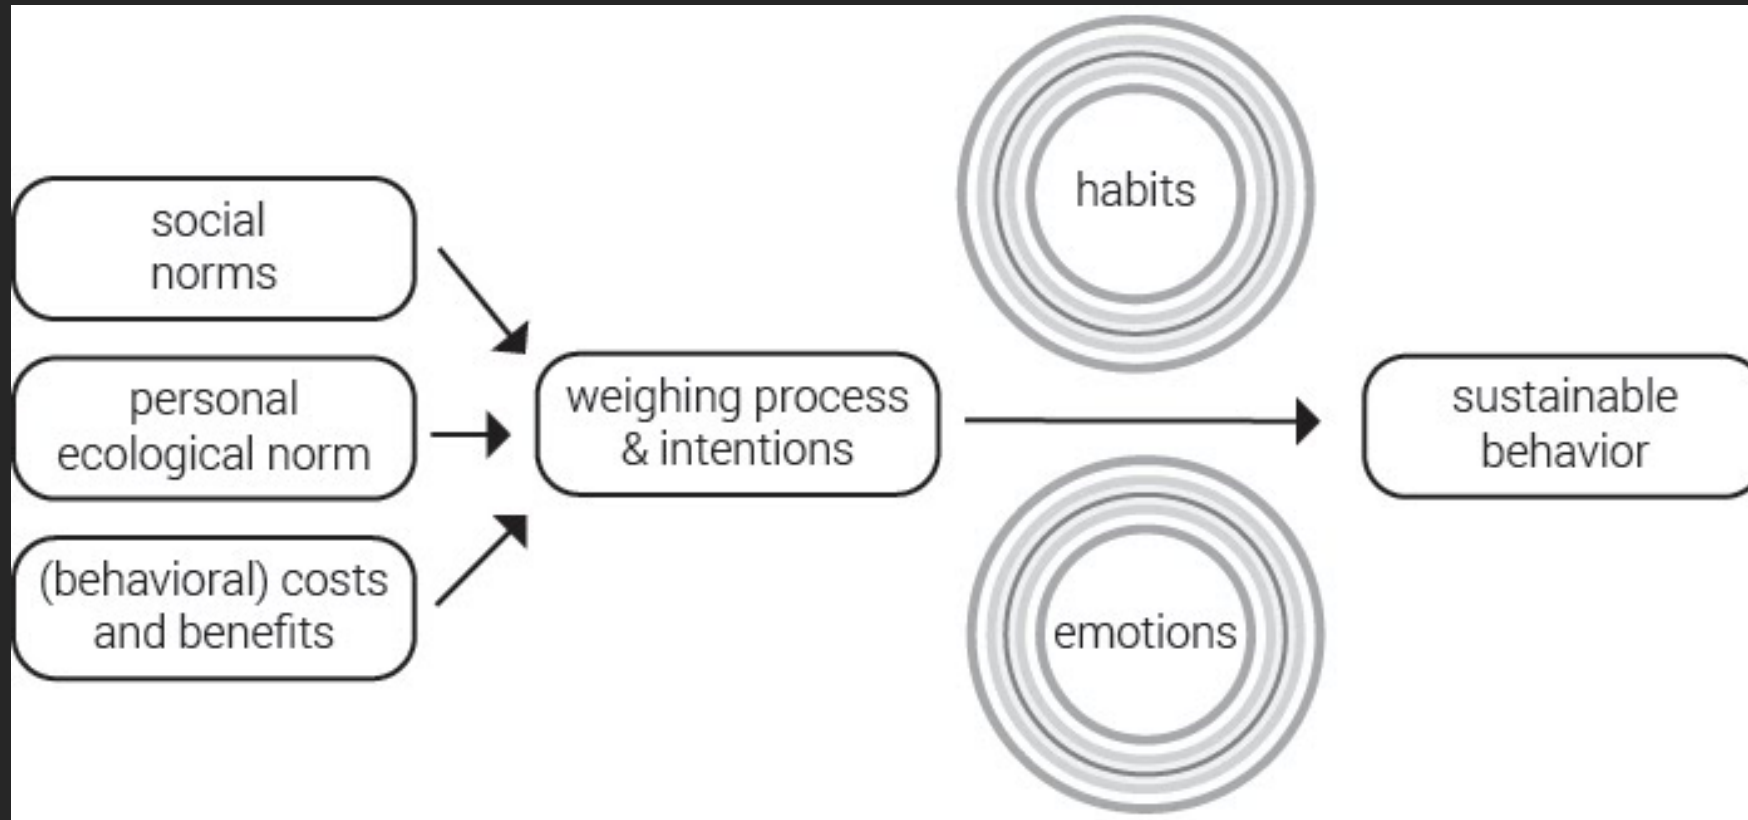 social
norms
personal
ecological norm
(behavioral) costs
and benefits
weighing process
& intentions
habits
emotions
sustainable
behavior